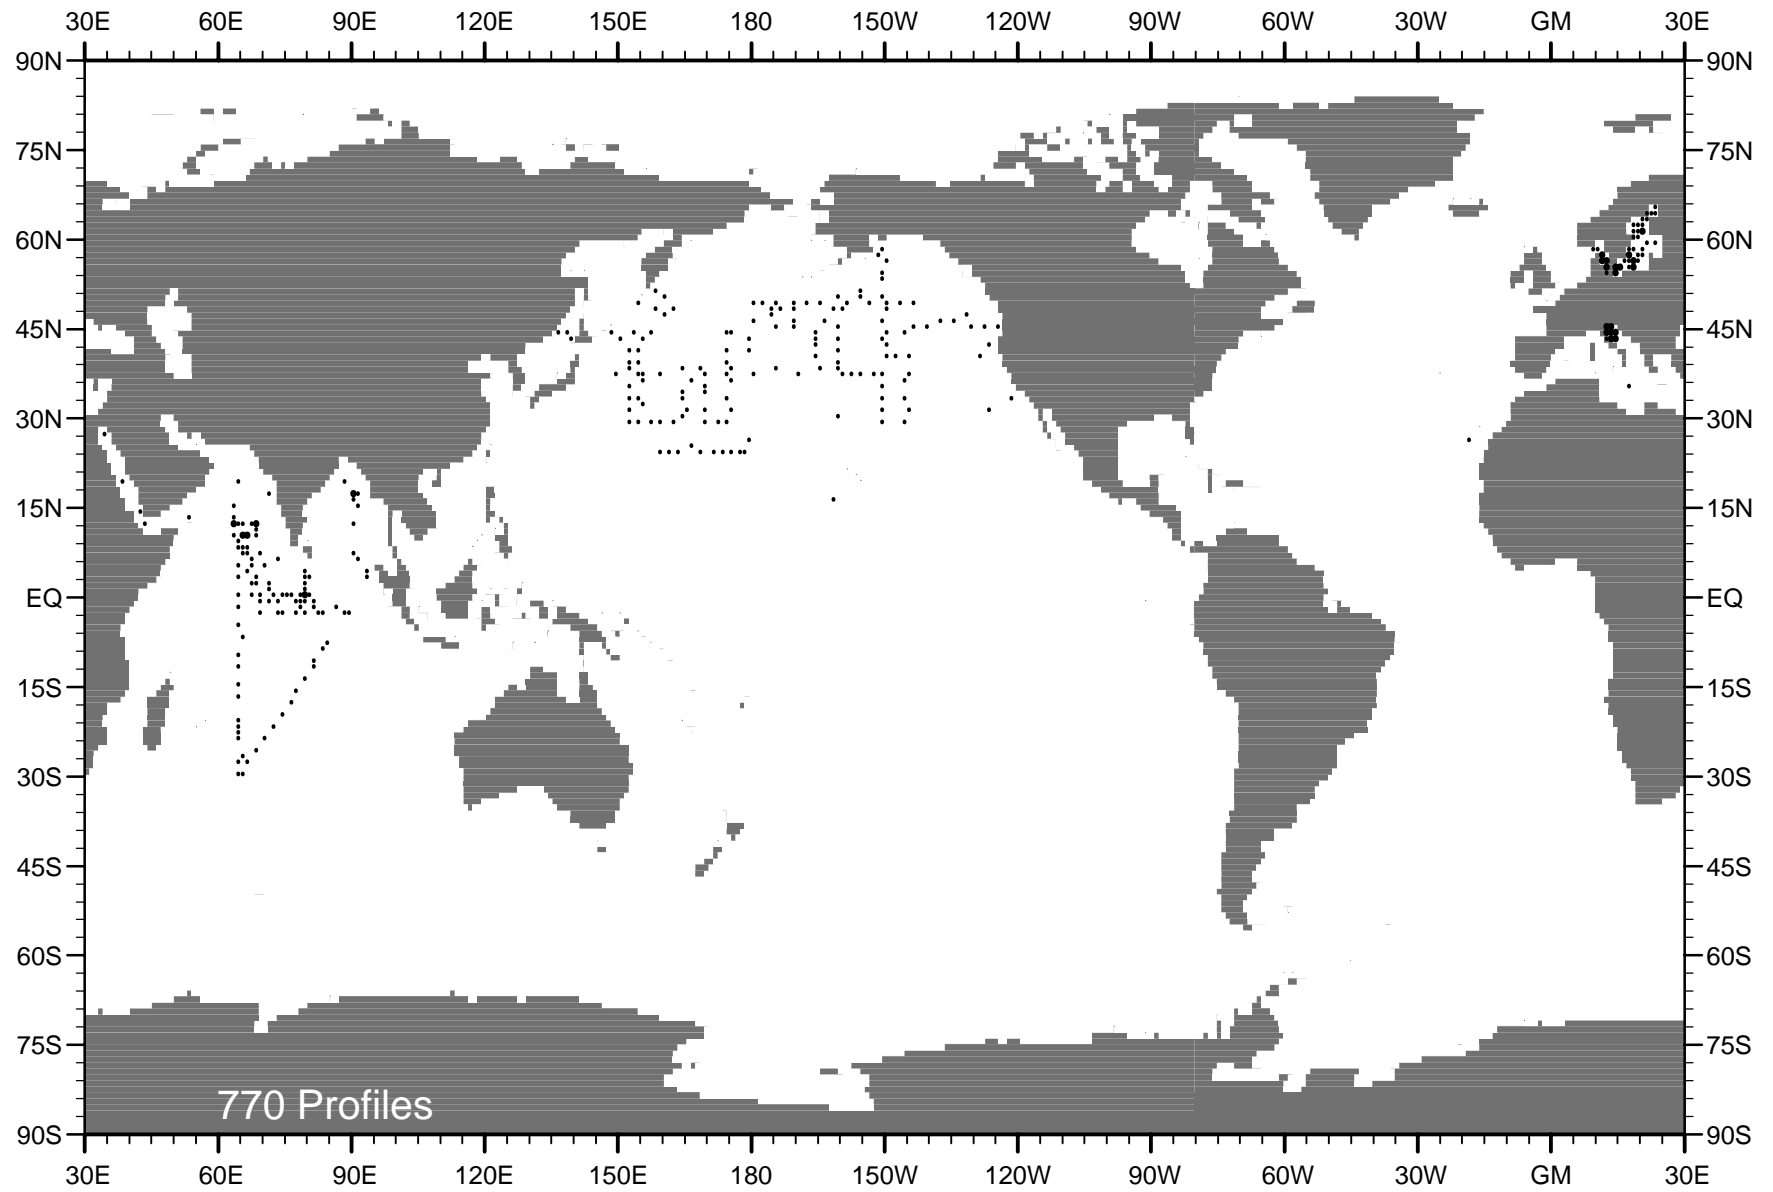 30E 60E 90E 120E 150E 180 150W 120W 90W 60W 30W GM 30E
90N 90N
75N 75N
60N 60N
45N 45N
30N 30N
15N 15N
EQ EQ
15S 15S
30S 30S
45S 45S
60S 60S
75S 75S
770 Profiles
90S 90S
30E 60E 90E 120E 150E 180 150W 120W 90W 60W 30W GM 30E